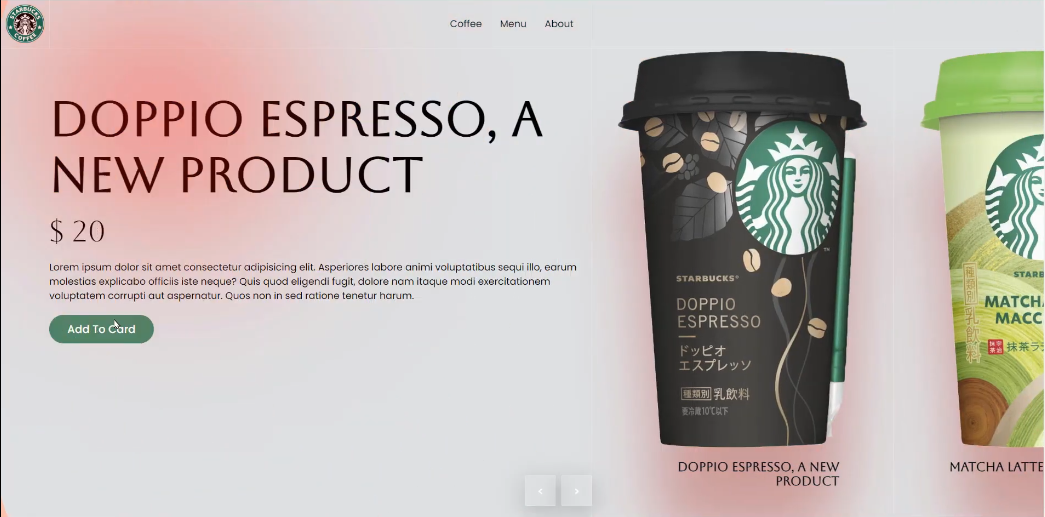 STARBUCKS
COFFEE
Coffee Menu About
DOPPIO ESPRESSO, A
NEW PRODUCT
$ 20
Lorem ipsum dolor sit amet consectetur adipisicing elit. Asperiores labore animi voluptatibus sequi illo, earum
molestias explicabo officiis iste neque? Quis quod eligendi fugit, dolore nam itaque modi exercitationem
voluptatem corrupti aut aspernatur. Quos non in sed ratione tenetur harum.
Add To Card
STARBUCKS®
DOPPIO
ESPRESSO
ドッピオ
エスプレッソ
種類別 乳飲料
要冷蔵10℃以下
DOPPIO ESPRESSO, A NEW
PRODUCT
< >
STARB
MATCHA
MACC
抹茶ラ
種類別 乳飲料
MATCHA LATTE